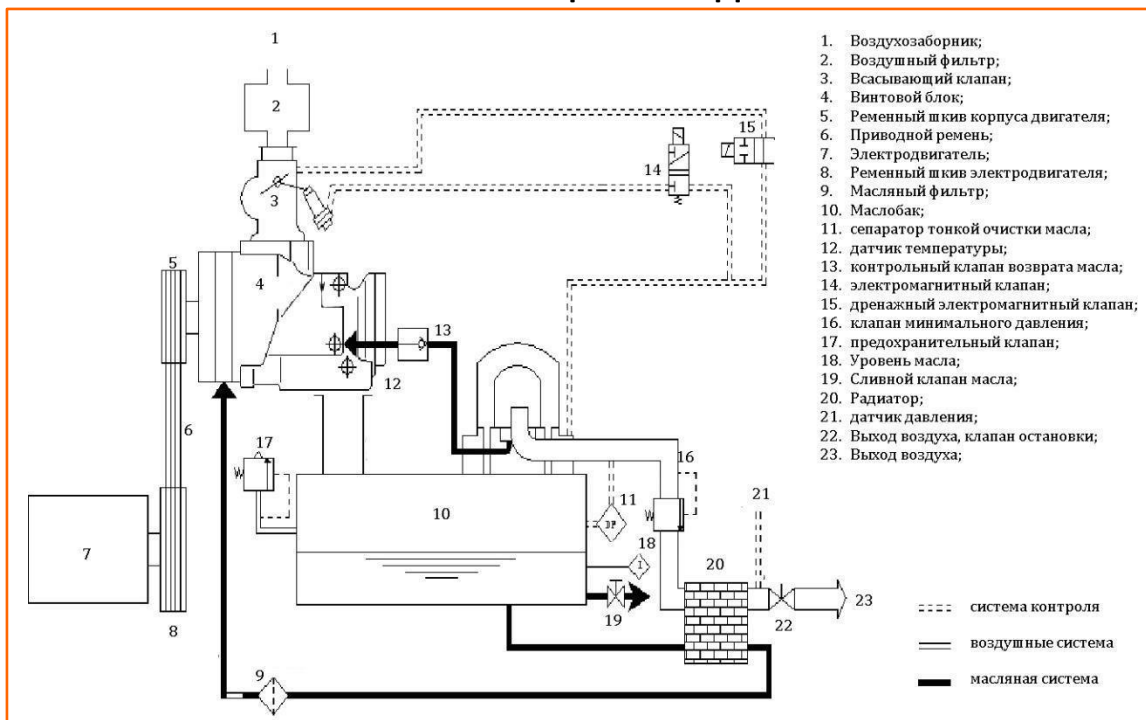 1
2
3
4
5
6
7
8
9
10
11
12
13
14
15
16
17
18
19
20
21
22
23
DP
I
1. Воздухозаборник;
2. Воздушный фильтр;
3. Всасывающий клапан;
4. Винтовой блок;
5. Ременный шкив корпуса двигателя;
6. Приводной ремень;
7. Электродвигатель;
8. Ременный шкив электродвигателя;
9. Масляный фильтр;
10. Маслобак;
11. сепаратор тонкой очистки масла;
12. датчик температуры;
13. контрольный клапан возврата масла;
14. электромагнитный клапан;
15. дренажный электромагнитный клапан;
16. клапан минимального давления;
17. предохранительный клапан;
18. Уровень масла;
19. Сливной клапан масла;
20. Радиатор;
21. датчик давления;
22. Выход воздуха, клапан остановки;
23. Выход воздуха;
система контроля
воздушные система
масляная система